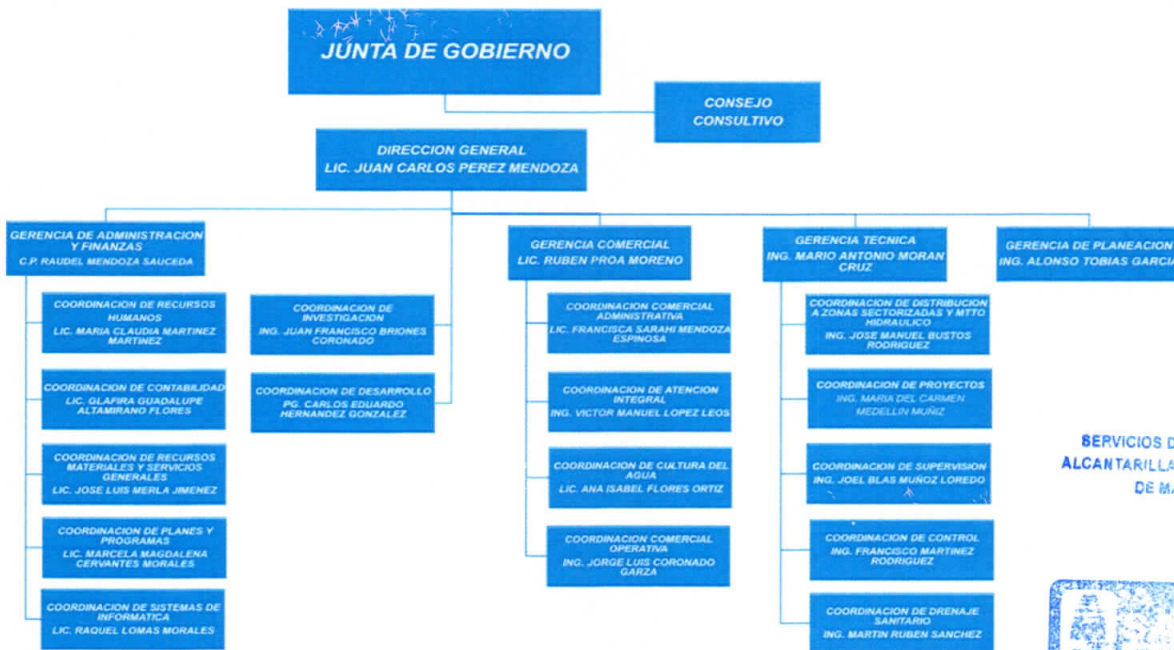 JUNTA DE GOBIERNO
CONSEJO
CONSULTIVO
DIRECCION GENERAL
LIC. JUAN CARLOS PEREZ MENDOZA
GERENCIA DE ADMINISTRACION
Y FINANZAS
C.P. RAUDEL MENDOZA SAUCEDA
COORDINACION DE RECURSOS
HUMANOS
LIC. MARIA CLAUDIA MARTINEZ
MARTINEZ
COORDINACION DE CONTABILIDAD
LIC. GLAFIRA GUADALUPE
ALTAMIRANO FLORES
COORDINACION DE RECURSOS
MATERIALES Y SERVICIOS
GENERALES
LIC. JOSE LUIS MERLA JIMENEZ
COORDINACION DE PLANES Y
PROGRAMAS
LIC. MARCELA MAGDALENA
CERVANTES MORALES
COORDINACION DE SISTEMAS DE
INFORMATICA
LIC. RAQUEL LOMAS MORALES
COORDINACION DE
INVESTIGACION
ING. JUAN FRANCISCO BRIONES
CORONADO
COORDINACION DE DESARROLLO
PG. CARLOS EDUARDO
HERNANDEZ GONZALEZ
GERENCIA COMERCIAL
LIC. RUBEN PROA MORENO
COORDINACION COMERCIAL
ADMINISTRATIVA
LIC. FRANCISCA SARAHI MENDOZA
ESPINOSA
COORDINACION DE ATENCION
INTEGRAL
ING. VICTOR MANUEL LOPEZ LEOS
COORDINACION DE CULTURA DEL
AGUA
LIC. ANA ISABEL FLORES ORTIZ
COORDINACION COMERCIAL
OPERATIVA
ING. JORGE LUIS CORONADO
GARZA
GERENCIA TECNICA
ING. MARIO ANTONIO MORAN
CRUZ
COORDINACION DE DISTRIBUCION
A ZONAS SECTORIZADAS Y MTTO
HIDRAULICO
ING. JOSE MANUEL BUSTOS
RODRIGUEZ
COORDINACION DE PROYECTOS
ING. MARIA DEL CARMEN
MEDELLIN MUÑIZ
COORDINACION DE SUPERVISION
ING. JOEL BLAS MUÑOZ LOREDO
COORDINACION DE CONTROL
ING. FRANCISCO MARTINEZ
RODRIGUEZ
COORDINACION DE DRENAJE
SANITARIO
ING. MARTIN RUBEN SANCHEZ
GERENCIA DE PLANEACION
ING. ALONSO TOBIAS GARCIA
SERVICIOS D
ALCANTARILLA
DE MA